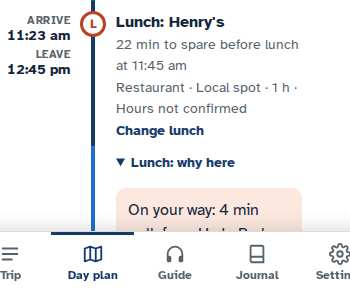 ARRIVE
11:23 am
LEAVE
12:45 pm
L
Lunch: Henry's
22 min to spare before lunch
at 11:45 am
Restaurant · Local spot · 1 h ·
Hours not confirmed
Change lunch
▼ Lunch: why here
On your way: 4 min
Trip
Day plan
Guide
Journal
Settin